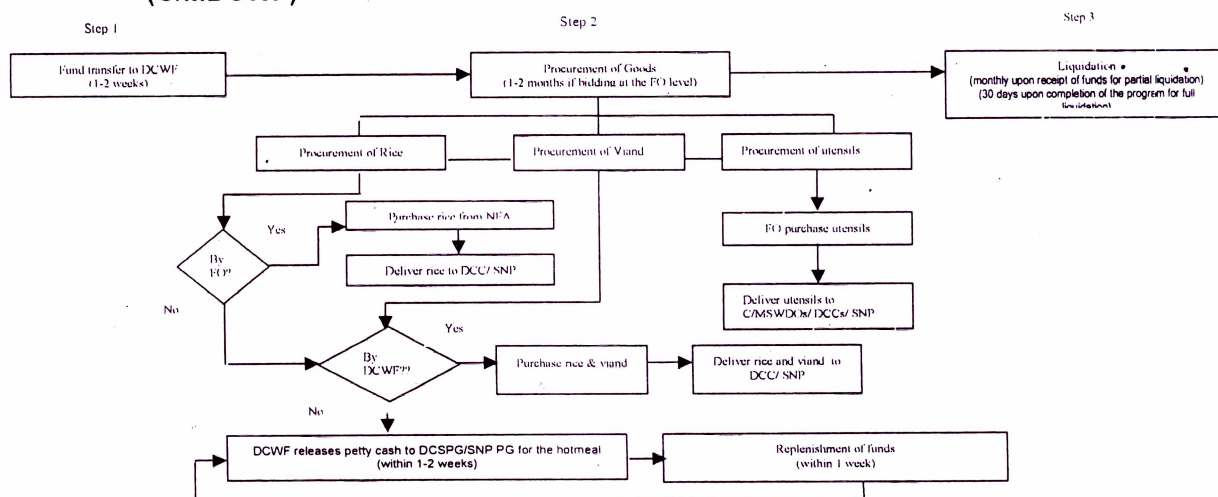 Step 1
Step 2
Step 3
Fund transfer to DCWF
(1-2 weeks)
Procurement of Goods
(1-2 months if bidding at the FO level)
Liquidation
(monthly upon receipt of funds for partial liquidation)
(30 days upon completion of the program for full
liquidation)
Procurement of Rice
Procurement of Viand
Procurement of utensils
Yes
Purchase rice from NFA
FO purchase utensils
By
FO?
Deliver rice to DCC/ SNP
No
Deliver utensils to
C/MSWDOs/ DCCs/ SNP
Yes
By
DCWF??
Purchase rice & viand
Deliver rice and viand to
DCC/ SNP
No
DCWF releases petty cash to DCSPG/SNP PG for the hotmeal
(within 1-2 weeks)
Replenishment of funds
(within 1 week)